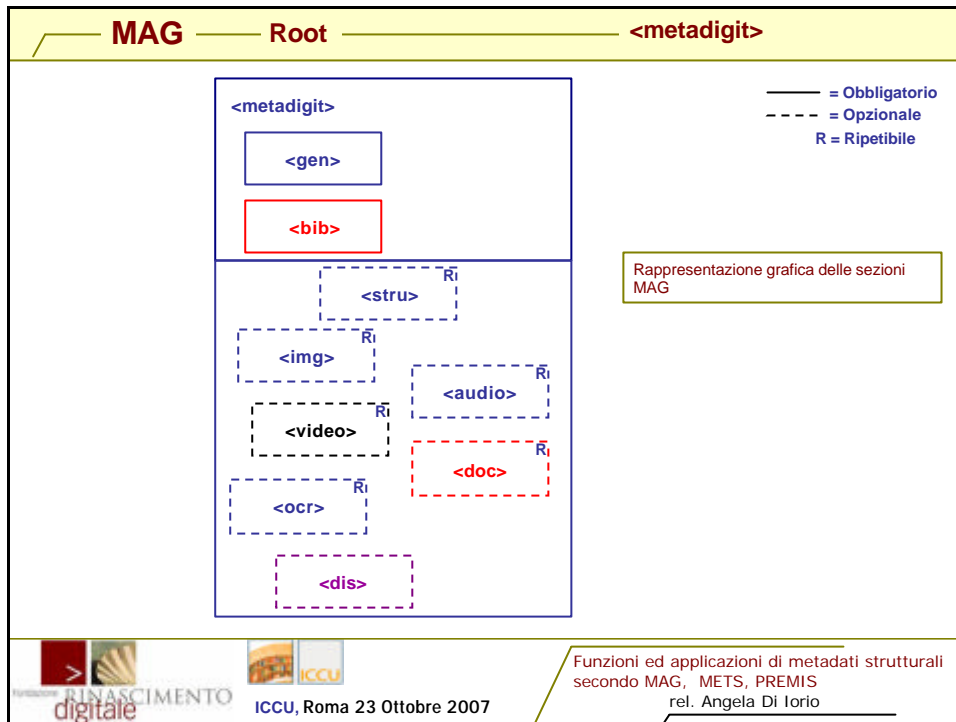 MAG Root <metadigit>
<metadigit>
= Obbligatorio
= Opzionale
R = Ripetibile
<gen>
<bib>
Rappresentazione grafica delle sezioni
MAG
R
<stru>
R
<img>
R
<audio>
R
<video>
R
<doc>
R
<ocr>
<dis>
ICCU
Fondazione RINASCIMENTO
digitale
ICCU, Roma 23 Ottobre 2007
Funzioni ed applicazioni di metadati strutturali
secondo MAG, METS, PREMIS
rel. Angela Di Iorio